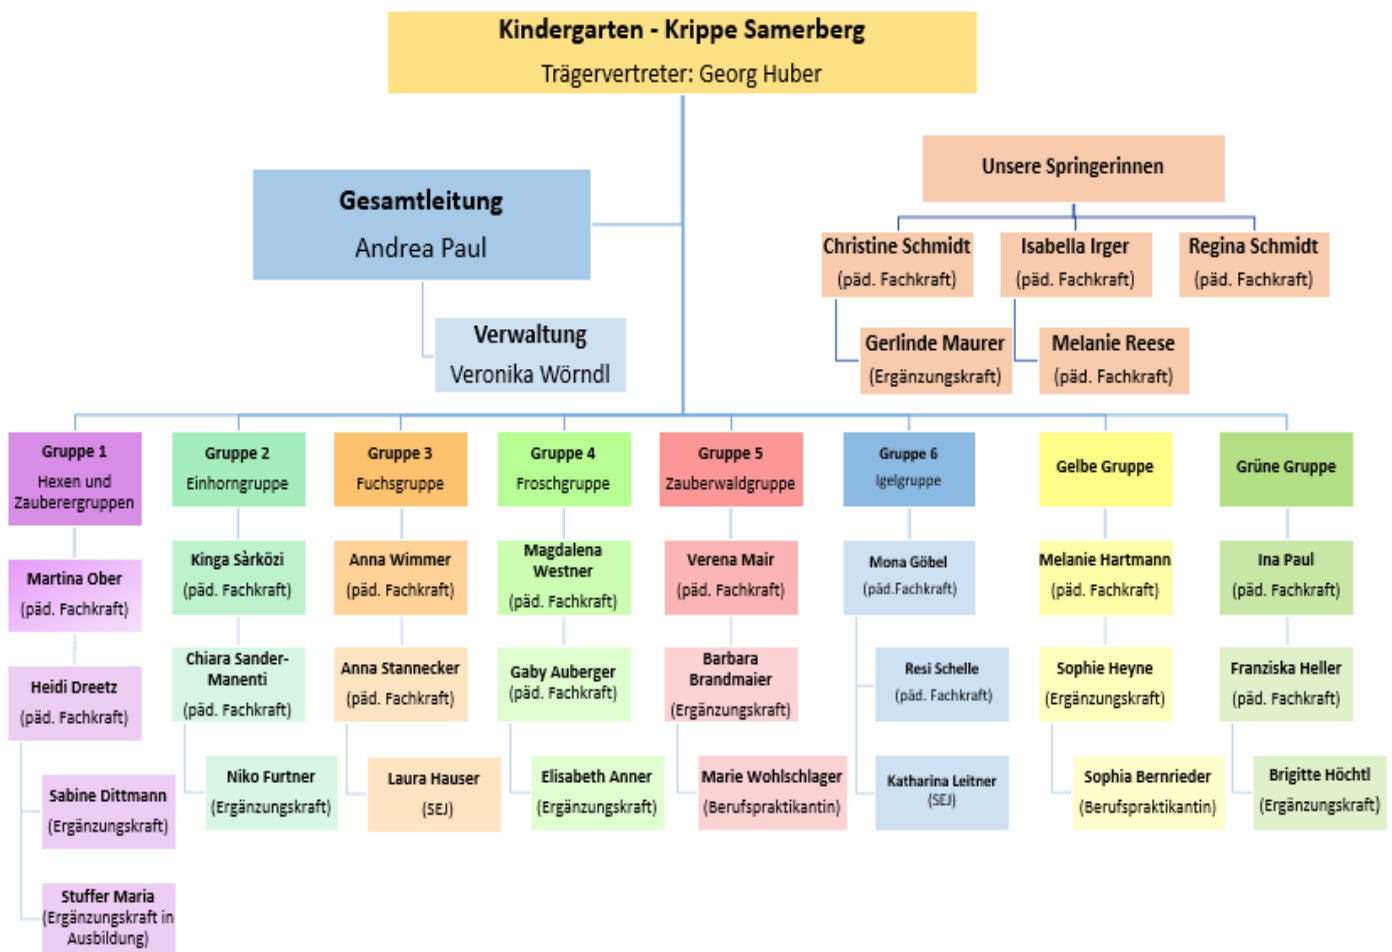 Kindergarten - Krippe Samerberg
Trägervertreter: Georg Huber
Gesamtleitung
Andrea Paul
Verwaltung
Veronika Wörndl
Unsere Springerinnen
Christine Schmidt
(päd. Fachkraft)
Isabella Irger
(päd. Fachkraft)
Regina Schmidt
(päd. Fachkraft)
Gerlinde Maurer
(Ergänzungskraft)
Melanie Reese
(päd. Fachkraft)
Gruppe 1
Hexen und
Zauberergruppen
Martina Ober
(päd. Fachkraft)
Heidi Dreetz
(päd. Fachkraft)
Sabine Dittmann
(Ergänzungskraft)
Stuffer Maria
(Ergänzungskraft in
Ausbildung)
Gruppe 2
Einhorngruppe
Kinga Sàrközi
(päd. Fachkraft)
Chiara Sander-
Manenti
(päd. Fachkraft)
Niko Furtner
(Ergänzungskraft)
Gruppe 3
Fuchsgruppe
Anna Wimmer
(päd. Fachkraft)
Anna Stannecker
(päd. Fachkraft)
Laura Hauser
(SEJ)
Gruppe 4
Froschgruppe
Magdalena
Westner
(päd. Fachkraft)
Gaby Auberger
(päd. Fachkraft)
Elisabeth Anner
(Ergänzungskraft)
Gruppe 5
Zauberwaldgruppe
Verena Mair
(päd. Fachkraft)
Barbara
Brandmaier
(Ergänzungskraft)
Marie Wohlschlager
(Berufspraktikantin)
Gruppe 6
Igelgruppe
Mona Göbel
(päd.Fachkraft)
Resi Schelle
(päd. Fachkraft)
Katharina Leitner
(SEJ)
Gelbe Gruppe
Melanie Hartmann
(päd. Fachkraft)
Sophie Heyne
(Ergänzungskraft)
Sophia Bernrieder
(Berufspraktikantin)
Grüne Gruppe
Ina Paul
(päd. Fachkraft)
Franziska Heller
(päd. Fachkraft)
Brigitte Höchtl
(Ergänzungskraft)